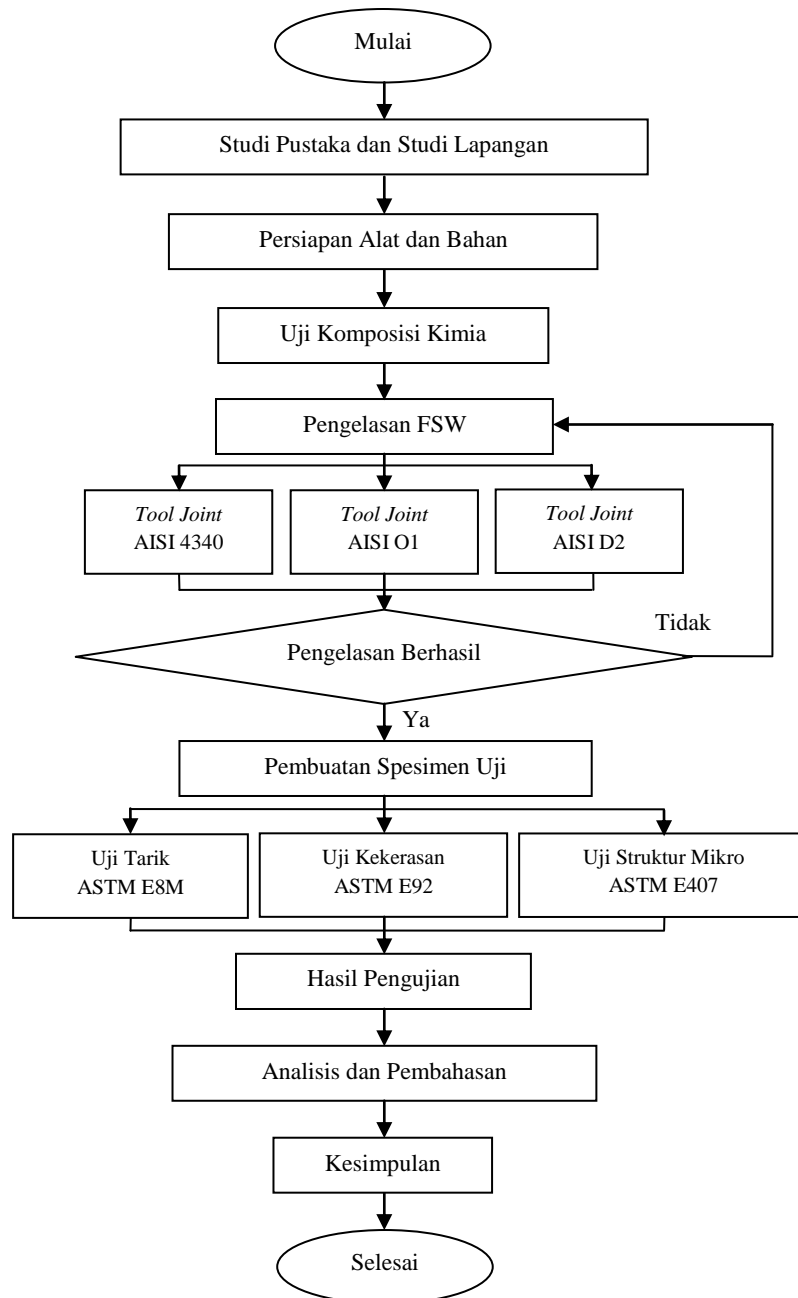 Mulai
Studi Pustaka dan Studi Lapangan
Persiapan Alat dan Bahan
Uji Komposisi Kimia
Pengelasan FSW
Tool Joint
AISI 4340
Tool Joint
AISI O1
Tool Joint
AISI D2
Tidak
Pengelasan Berhasil
Ya
Pembuatan Spesimen Uji
Uji Tarik
ASTM E8M
Uji Kekerasan
ASTM E92
Uji Struktur Mikro
ASTM E407
Hasil Pengujian
Analisis dan Pembahasan
Kesimpulan
Selesai